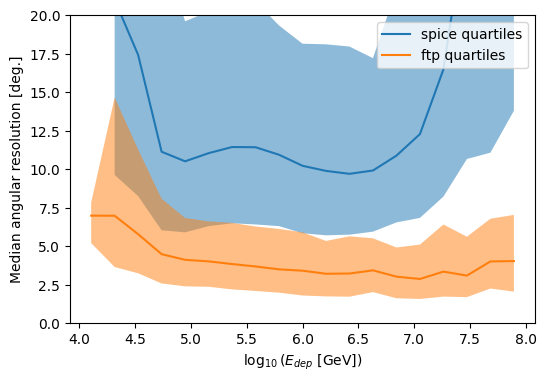 20.0
17.5
15.0
12.5
10.0
7.5
5.0
2.5
0.0
Median angular resolution [deg.]
spice quartiles
ftp quartiles
4.0 4.5 5.0 5.5 6.0 6.5 7.0 7.5 8.0
log₁₀(E_dep [GeV])